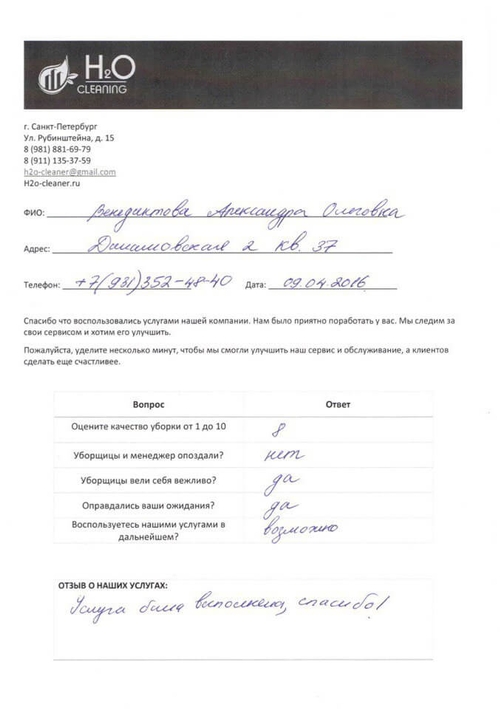 H2O
CLEANING
г. Санкт-Петербург
Ул. Рубинштейна, д. 15
8 (981) 881-69-79
8 (911) 135-37-59
h2o-cleaner@gmail.com
H2o-cleaner.ru
ФИО: Венедиктова Александра Олеговна
Адрес: 2 кв. 37
Телефон: +7(931)352-48-40 Дата: 09.04.2016
Спасибо что воспользовались услугами нашей компании. Нам было приятно поработать у вас. Мы следим за
свои сервисом и хотим его улучшить.
Пожалуйста, уделите несколько минут, чтобы мы смогли улучшить наш сервис и обслуживание, а клиентов
сделать еще счастливее.
Вопрос Ответ
Оцените качество уборки от 1 до 10 8
Уборщицы и менеджер опоздали? нет
Уборщицы вели себя вежливо? да
Оправдались ваши ожидания? да
Воспользуетесь нашими услугами в
дальнейшем? возможно
ОТЗЫВ О НАШИХ УСЛУГАХ:
Услуга была выполнена, спасибо!